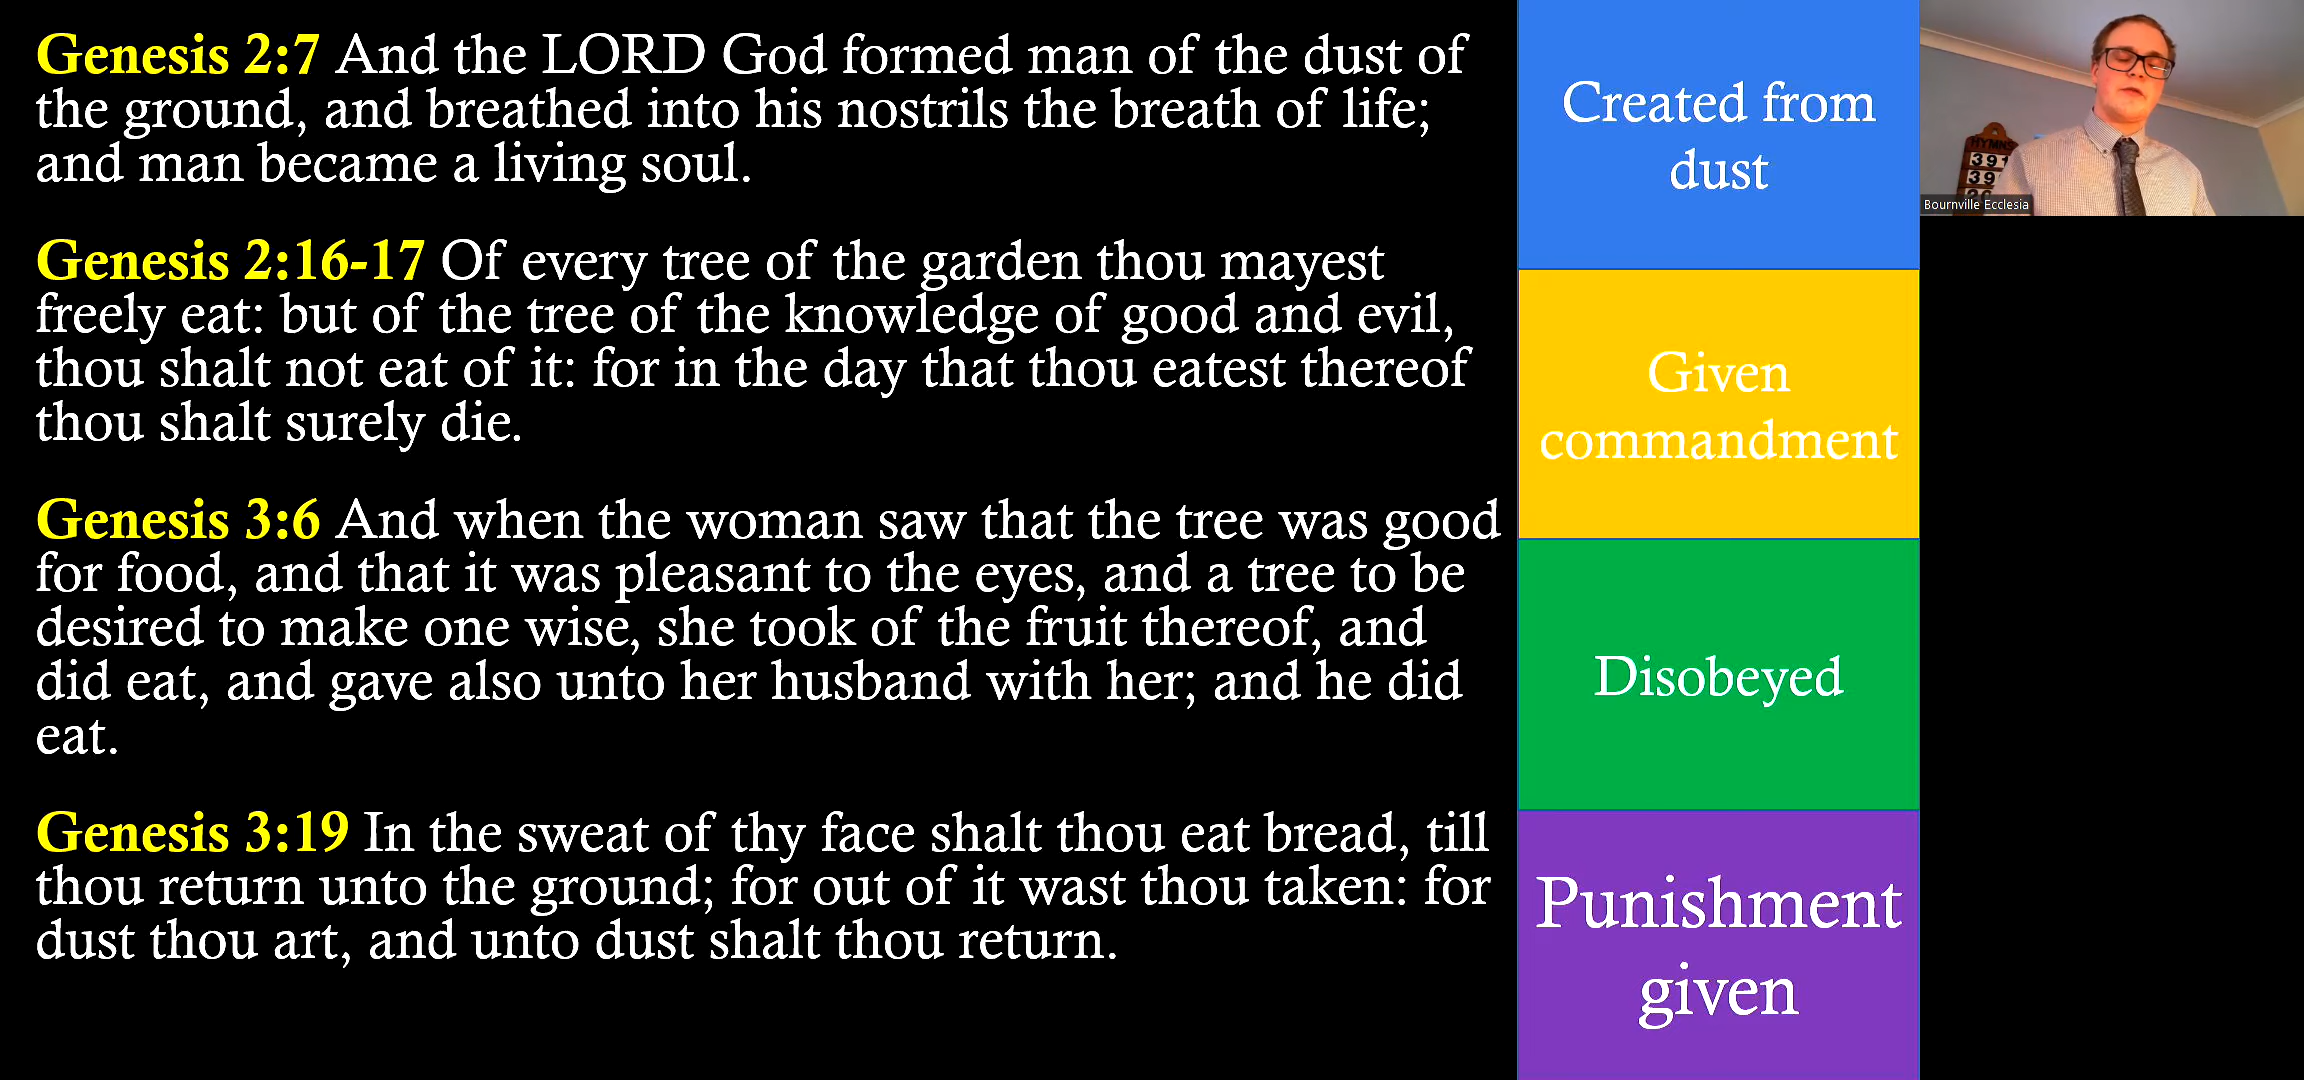 Genesis 2:7 And the LORD God formed man of the dust of
the ground, and breathed into his nostrils the breath of life;
and man became a living soul.
Genesis 2:16-17 Of every tree of the garden thou mayest
freely eat: but of the tree of the knowledge of good and evil,
thou shalt not eat of it: for in the day that thou eatest thereof
thou shalt surely die.
Genesis 3:6 And when the woman saw that the tree was good
for food, and that it was pleasant to the eyes, and a tree to be
desired to make one wise, she took of the fruit thereof, and
did eat, and gave also unto her husband with her; and he did
eat.
Genesis 3:19 In the sweat of thy face shalt thou eat bread, till
thou return unto the ground; for out of it wast thou taken: for
dust thou art, and unto dust shalt thou return.
Created from
dust
Given
commandment
Disobeyed
Punishment
given
HYMNS
391
39
Bournville Ecclesia